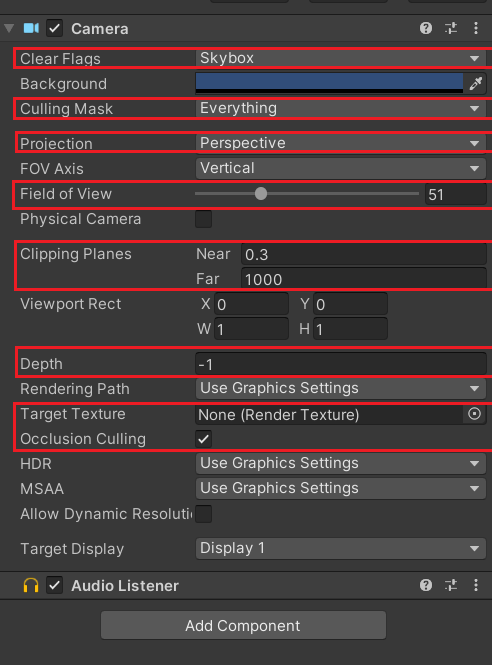 Camera
Clear Flags Skybox
Background
Culling Mask Everything
Projection Perspective
FOV Axis Vertical
Field of View 51
Physical Camera
Clipping Planes Near 0.3
Far 1000
Viewport Rect X 0 Y 0
W 1 H 1
Depth -1
Rendering Path Use Graphics Settings
Target Texture None (Render Texture)
Occlusion Culling
HDR Use Graphics Settings
MSAA Use Graphics Settings
Allow Dynamic Resoluti
Target Display Display 1
Audio Listener
Add Component